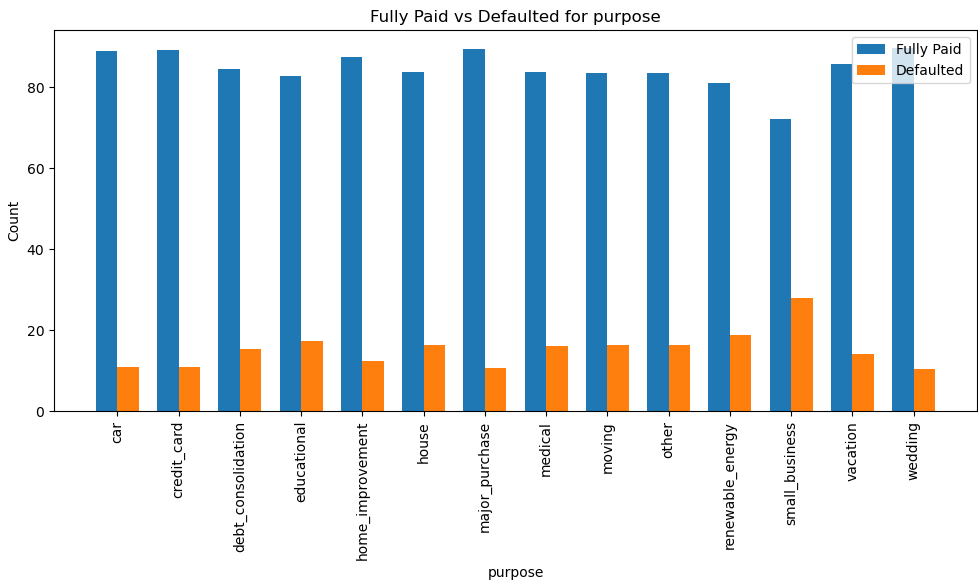 Fully Paid vs Defaulted for purpose
Fully Paid
Defaulted
Count
80
60
40
20
0
car
credit_card
debt_consolidation
educational
home_improvement
house
major_purchase
medical
moving
other
renewable_energy
small_business
vacation
wedding
purpose